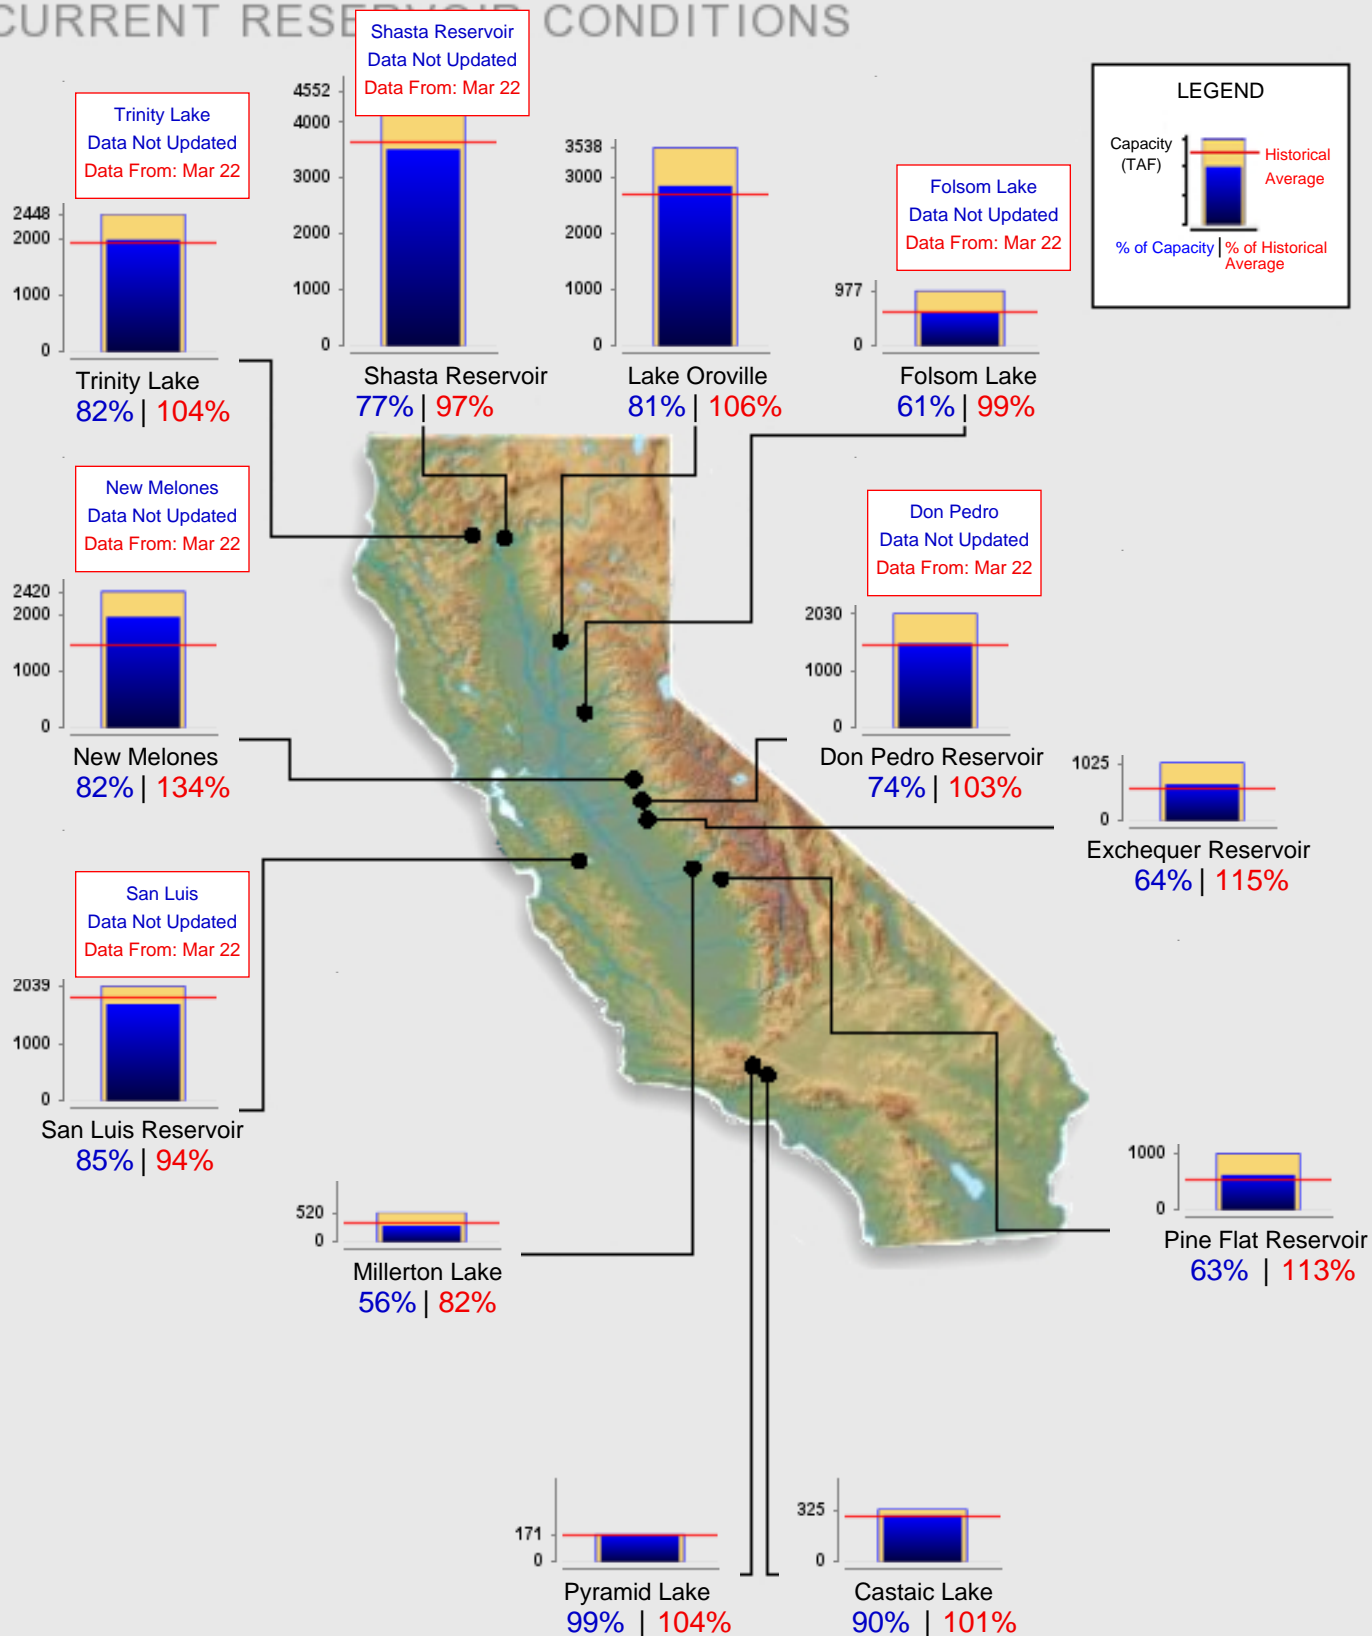 CURRENT RESERVOIR CONDITIONS
Shasta Reservoir
Data Not Updated
Data From: Mar 22
Trinity Lake
Data Not Updated
Data From: Mar 22
2448
2000
1000
0
Trinity Lake
82% | 104%
4552
4000
3000
2000
1000
0
Shasta Reservoir
77% | 97%
3538
3000
2000
1000
0
Lake Oroville
81% | 106%
Folsom Lake
Data Not Updated
Data From: Mar 22
977
0
Folsom Lake
61% | 99%
LEGEND
Capacity
(TAF)
Historical
Average
% of Capacity | % of Historical
Average
New Melones
Data Not Updated
Data From: Mar 22
2420
2000
1000
0
New Melones
82% | 134%
Don Pedro
Data Not Updated
Data From: Mar 22
2030
1000
0
Don Pedro Reservoir
74% | 103%
1025
0
Exchequer Reservoir
64% | 115%
San Luis
Data Not Updated
Data From: Mar 22
2039
1000
0
San Luis Reservoir
85% | 94%
520
0
Millerton Lake
56% | 82%
1000
0
Pine Flat Reservoir
63% | 113%
171
0
Pyramid Lake
99% | 104%
325
0
Castaic Lake
90% | 101%